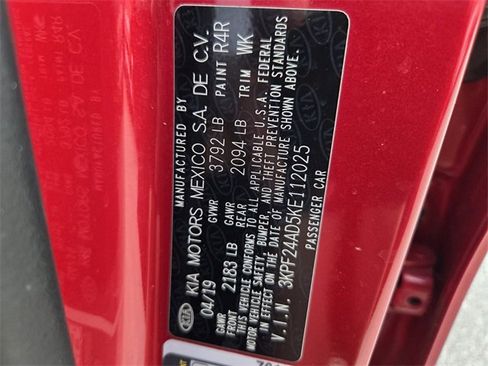 MANUFACTURED BY
KIA MOTORS MEXICO S.A. DE C.V.
04/19 GVWR 3792 LB PAINT R4R
GAWR FRONT 2183 LB GAWR REAR 2094 LB TRIM WK
THIS VEHICLE CONFORMS TO ALL APPLICABLE U.S.A. FEDERAL
MOTOR VEHICLE SAFETY, BUMPER, AND THEFT PREVENTION STANDARDS
IN EFFECT ON THE DATE OF MANUFACTURE SHOWN ABOVE.
V.I.N. 3KPF24AD5KE112025
PASSENGER CAR
KIA